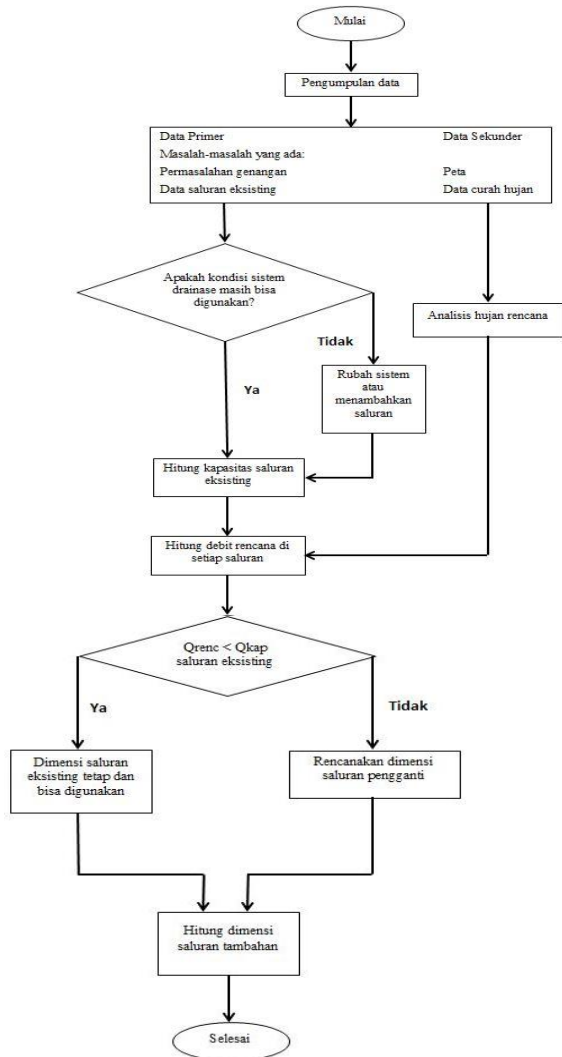 Mulai
Pengumpulan data
Data Primer
Data Sekunder
Masalah-masalah yang ada:
Permasalahan genangan
Peta
Data saluran eksisting
Data curah hujan
Apakah kondisi sistem
drainase masih bisa
digunakan?
Analisis hujan rencana
Tidak
Ya
Rubah sistem
atau
menambahkan
saluran
Hitung kapasitas saluran
eksisting
Hitung debit rencana di
setiap saluran
Qrenc < Qkap
saluran eksisting
Ya
Tidak
Dimensi saluran
eksisting tetap dan
bisa digunakan
Rencanakan dimensi
saluran pengganti
Hitung dimensi
saluran tambahan
Selesai